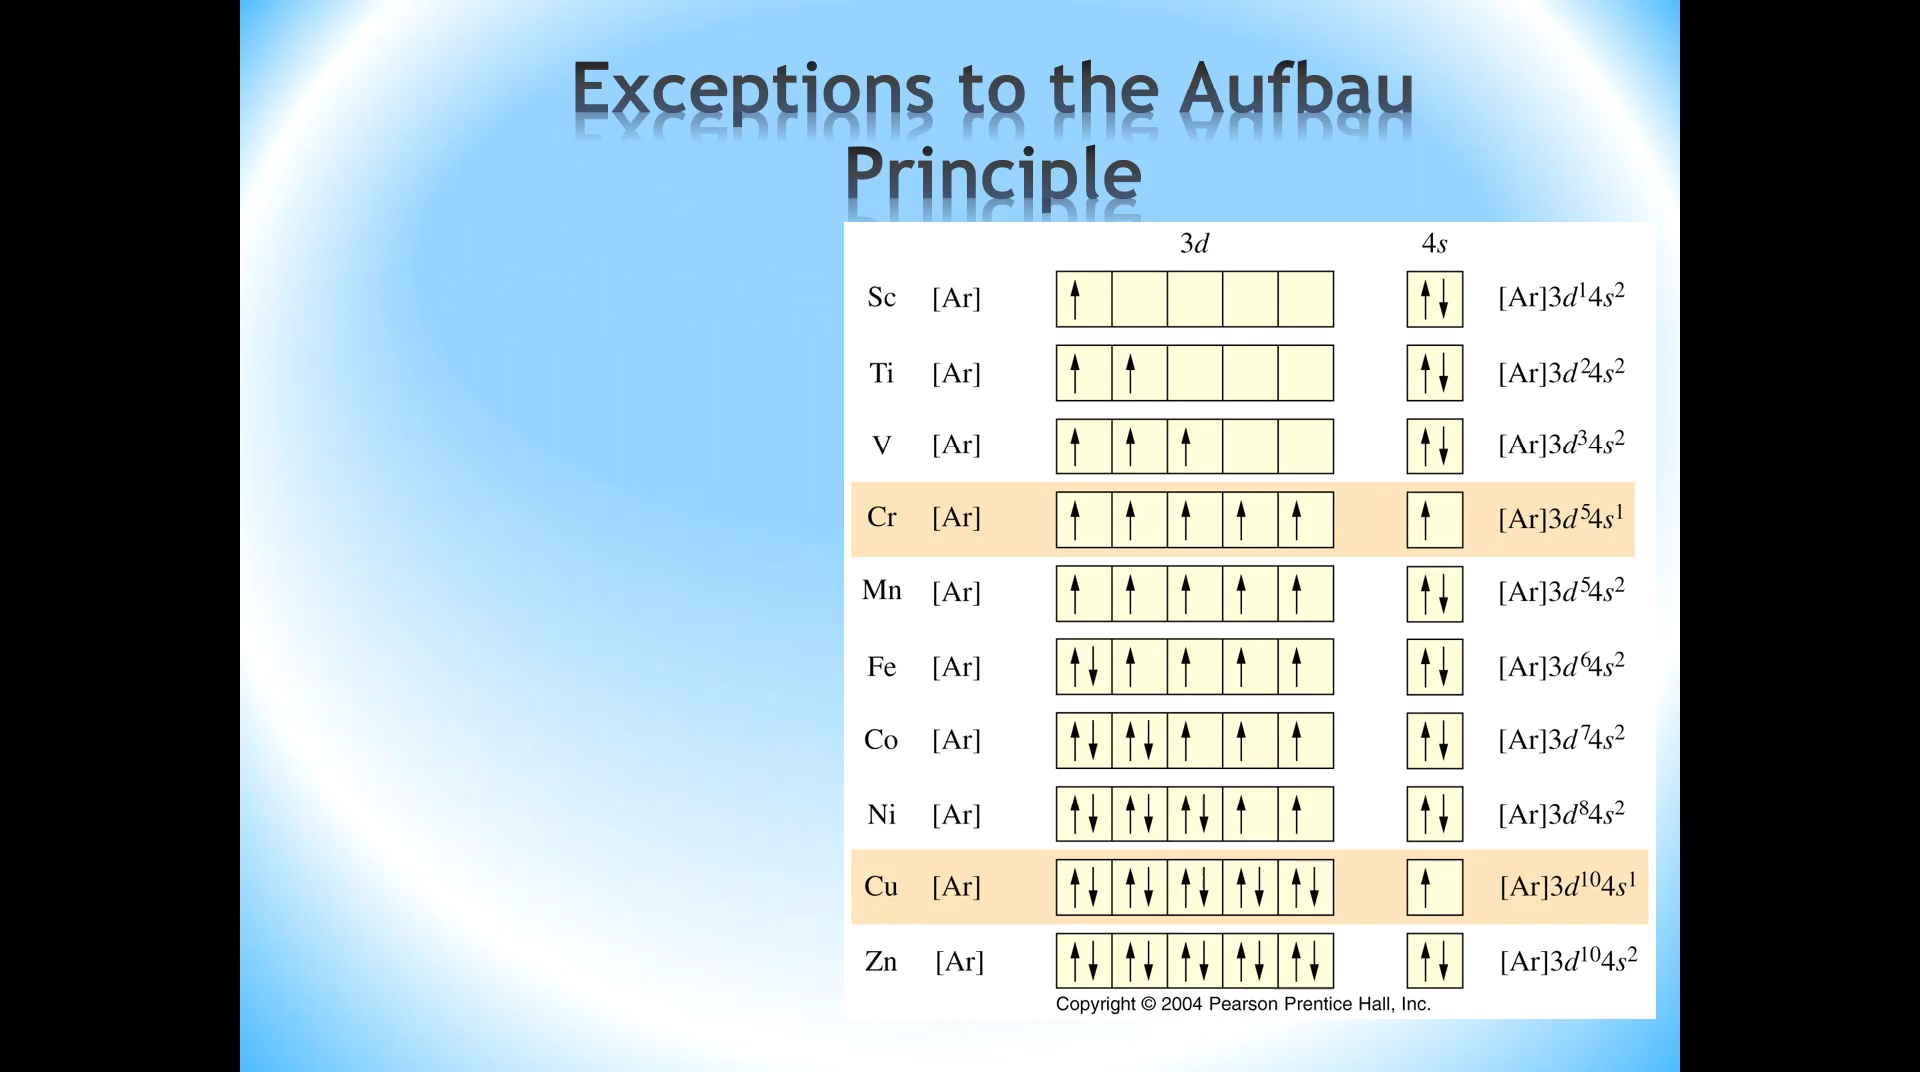 Exceptions to the Aufbau
Principle
3d 4s
Sc [Ar] [Ar]3d¹4s²
Ti [Ar] [Ar]3d²4s²
V [Ar] [Ar]3d³4s²
Cr [Ar] [Ar]3d⁵4s¹
Mn [Ar] [Ar]3d⁵4s²
Fe [Ar] [Ar]3d⁶4s²
Co [Ar] [Ar]3d⁷4s²
Ni [Ar] [Ar]3d⁸4s²
Cu [Ar] [Ar]3d¹⁰4s¹
Zn [Ar] [Ar]3d¹⁰4s²
Copyright © 2004 Pearson Prentice Hall, Inc.